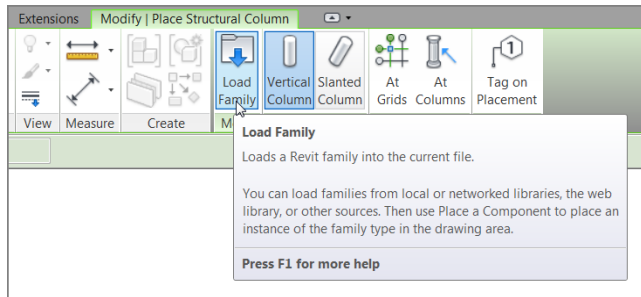 Extensions Modify | Place Structural Column
Load Family
Vertical Column
Slanted Column
At Grids
At Columns
1
Tag on Placement
View Measure Create M
Load Family
Loads a Revit family into the current file.
You can load families from local or networked libraries, the web
library, or other sources. Then use Place a Component to place an
instance of the family type in the drawing area.
Press F1 for more help